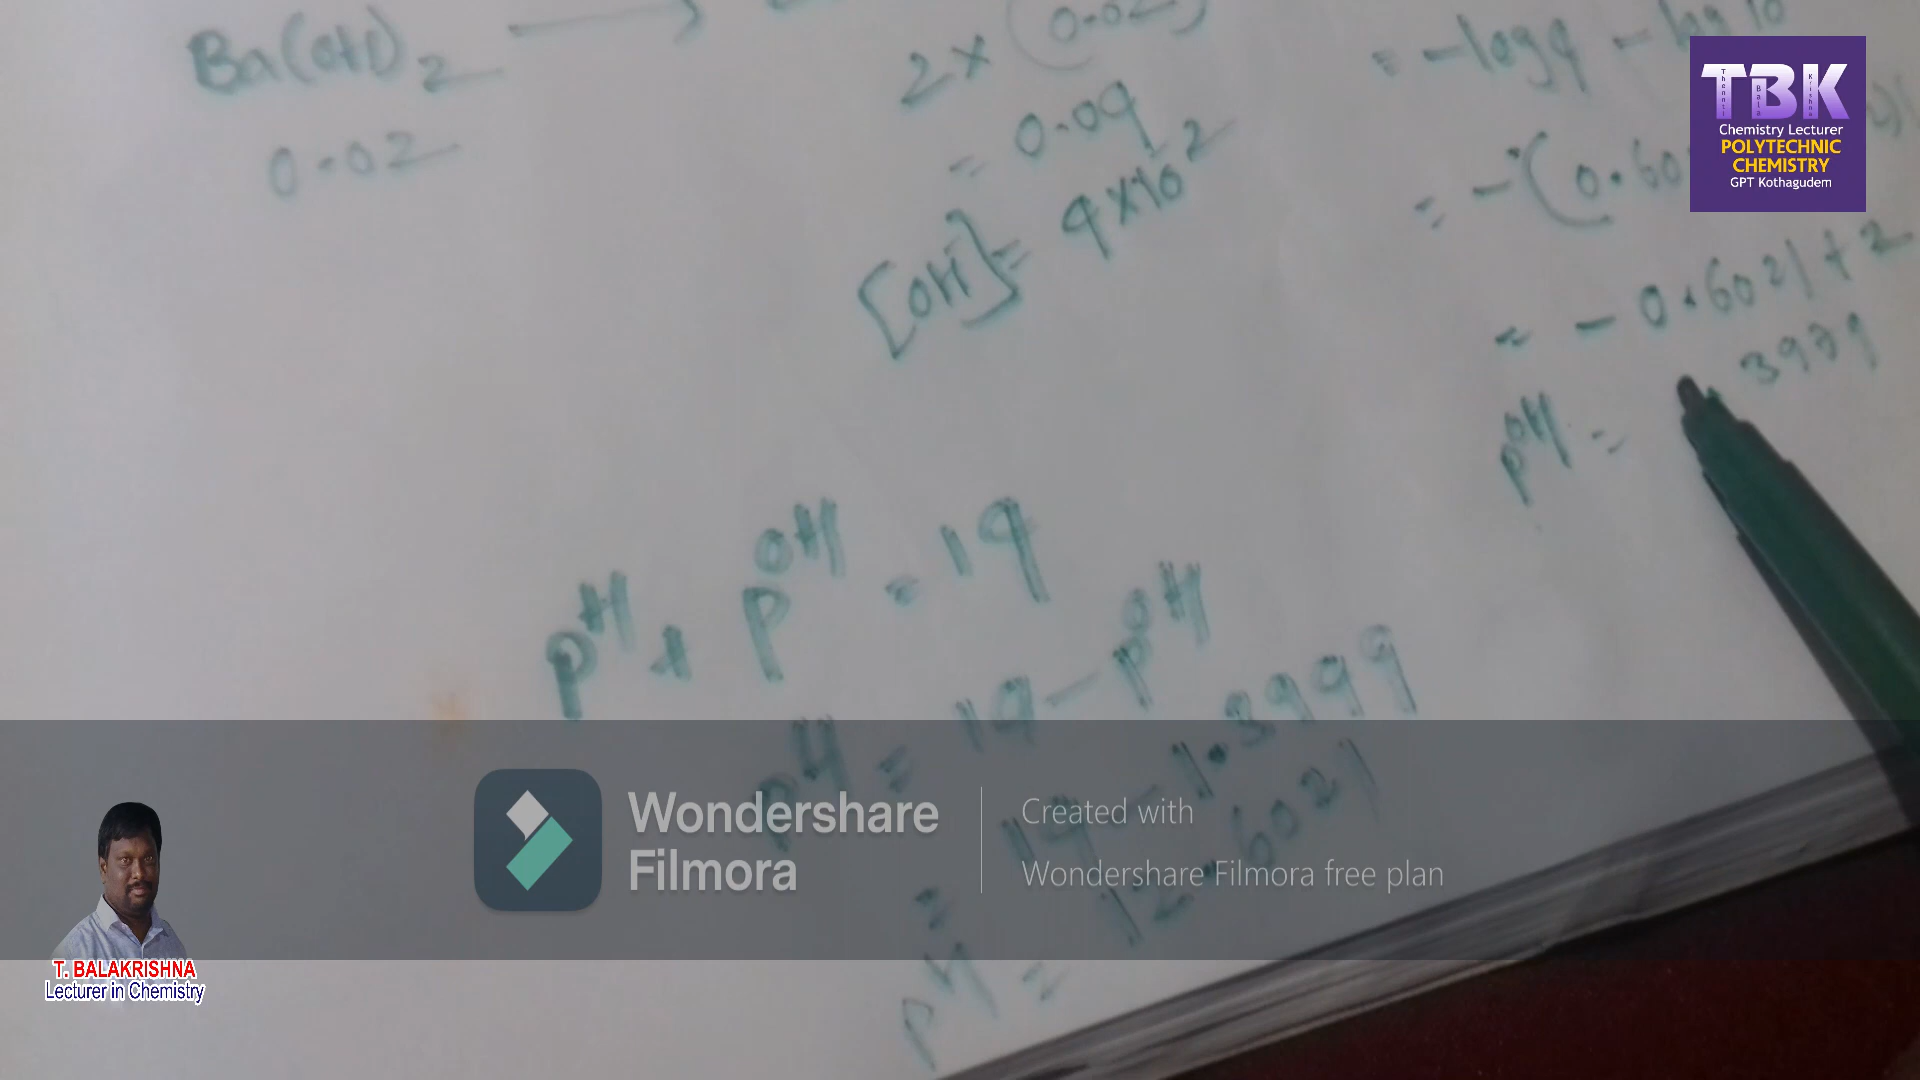 Ba(OH)2 →
0.02
2×(0.02)
= 0.04
[OH] = 4×10^-2
= -log4 - log10
= -(0.60
= -0.6021+2
pOH = 1.3979
pH + pOH = 14
pH = 14 - pOH
= 14 - 1.3979
pH = 12.6021
TBK
Chemistry Lecturer
POLYTECHNIC
CHEMISTRY
GPT Kothagudem
Wondershare
Filmora
Created with
Wondershare Filmora free plan
T. BALAKRISHNA
Lecturer in Chemistry